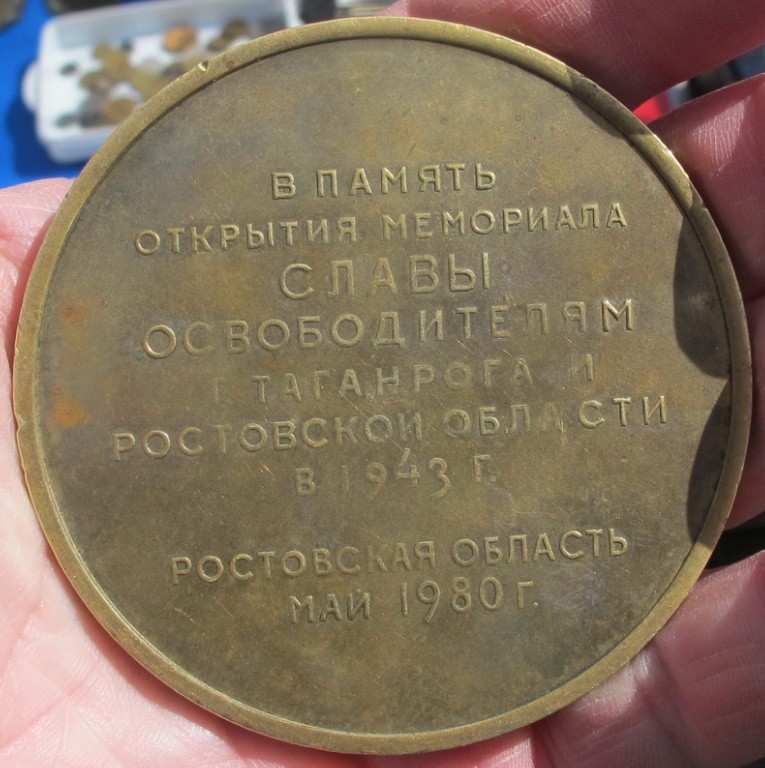 В ПАМЯТЬ
ОТКРЫТИЯ МЕМОРИАЛА
СЛАВЫ
ОСВОБОДИТЕЛЯМ
Г. ТАГАНРОГА И
РОСТОВСКОЙ ОБЛАСТИ
В 1943 Г.
РОСТОВСКАЯ ОБЛАСТЬ
МАЙ 1980 Г.